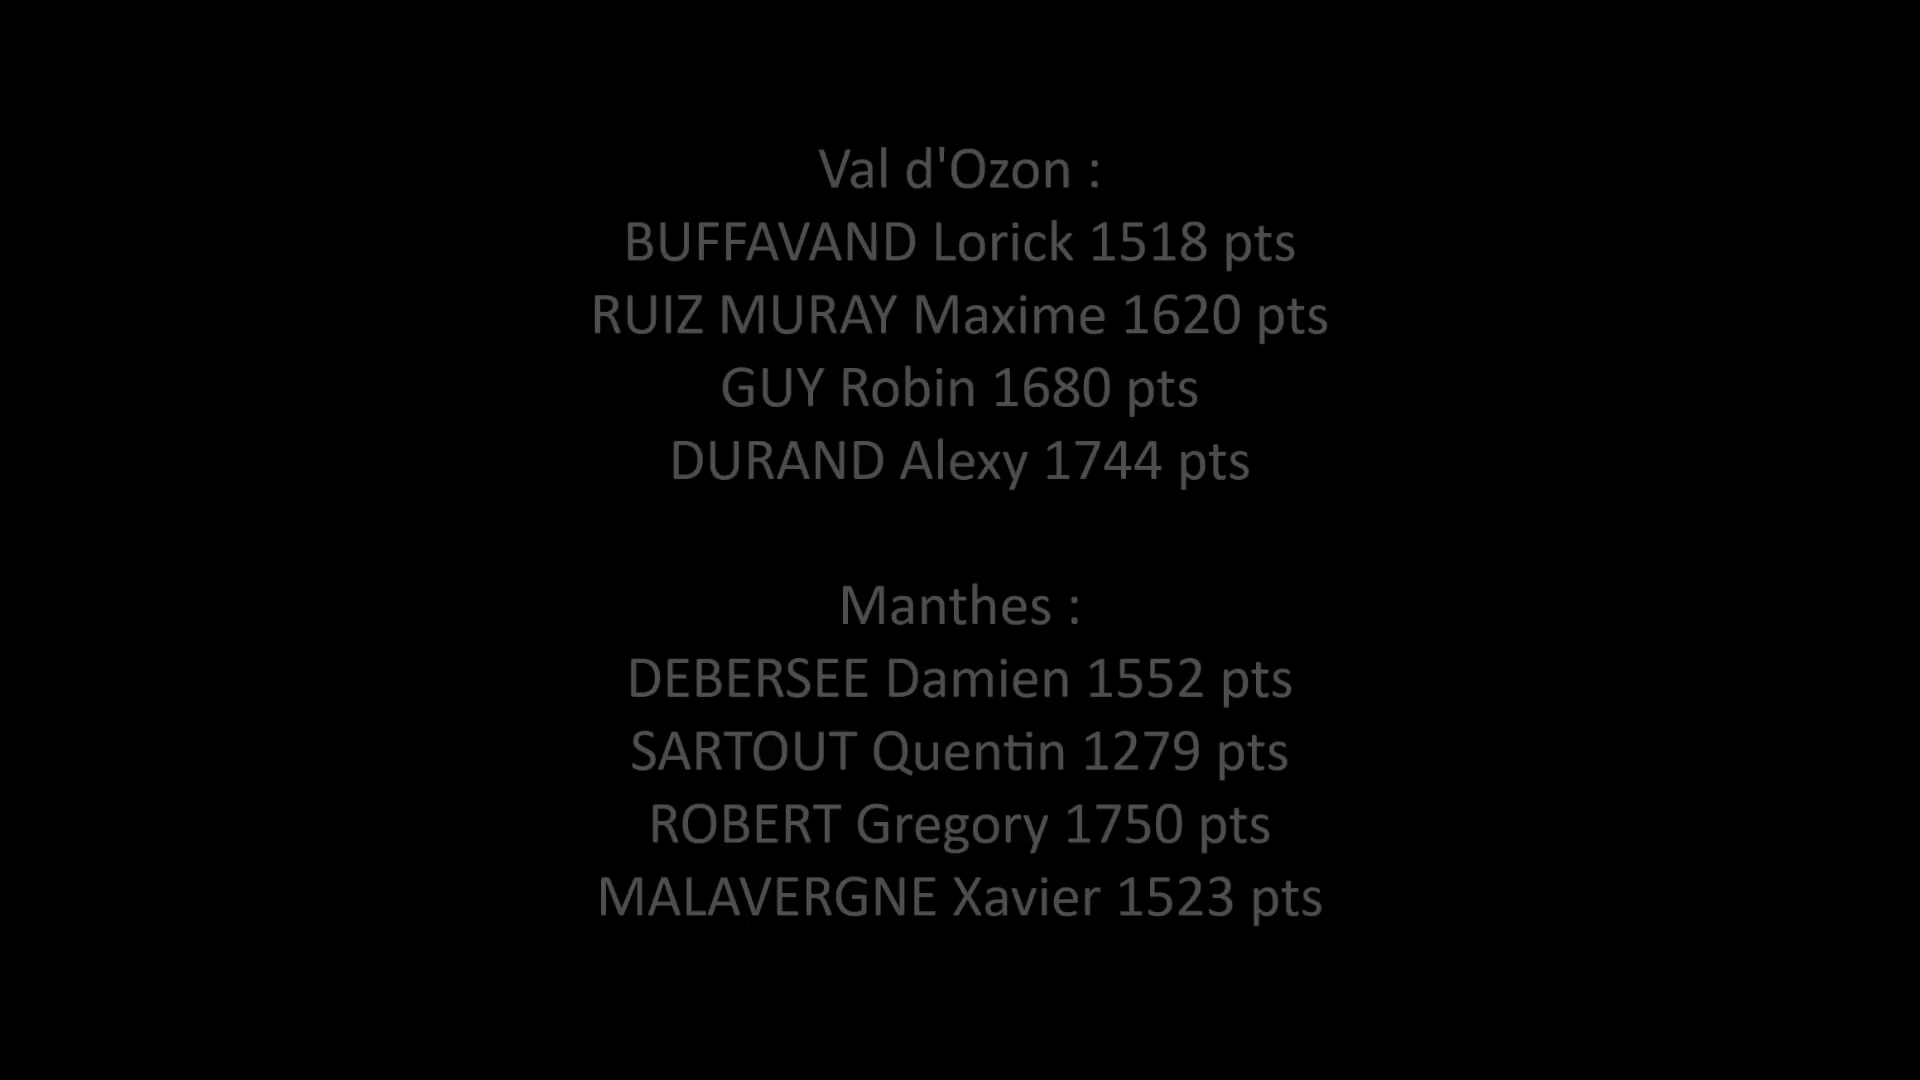 Val d'Ozon :
BUFFAVAND Lorick 1518 pts
RUIZ MURAY Maxime 1620 pts
GUY Robin 1680 pts
DURAND Alexy 1744 pts
Manthes :
DEBERSEE Damien 1552 pts
SARTOUT Quentin 1279 pts
ROBERT Gregory 1750 pts
MALAVERGNE Xavier 1523 pts